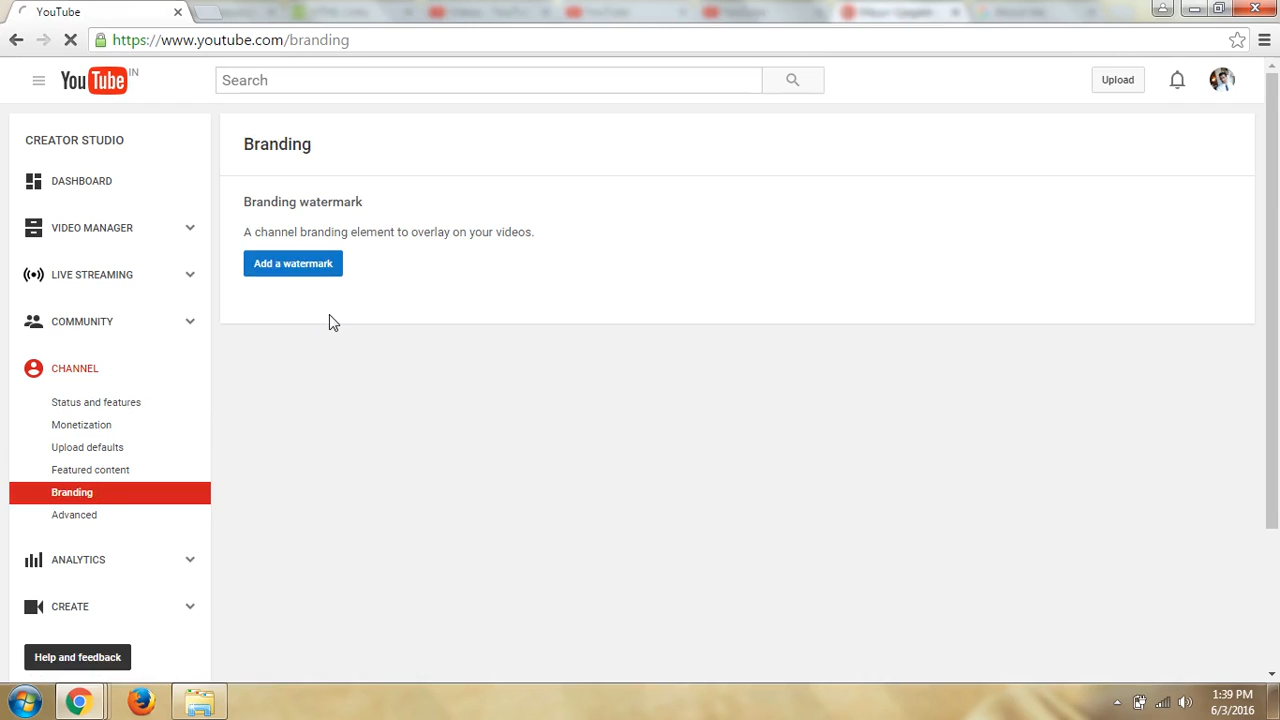 YouTube
https://www.youtube.com/branding
YouTube IN
Search
Upload
CREATOR STUDIO
DASHBOARD
VIDEO MANAGER
LIVE STREAMING
COMMUNITY
CHANNEL
Status and features
Monetization
Upload defaults
Featured content
Branding
Advanced
ANALYTICS
CREATE
Help and feedback
Branding
Branding watermark
A channel branding element to overlay on your videos.
Add a watermark
1:39 PM
6/3/2016